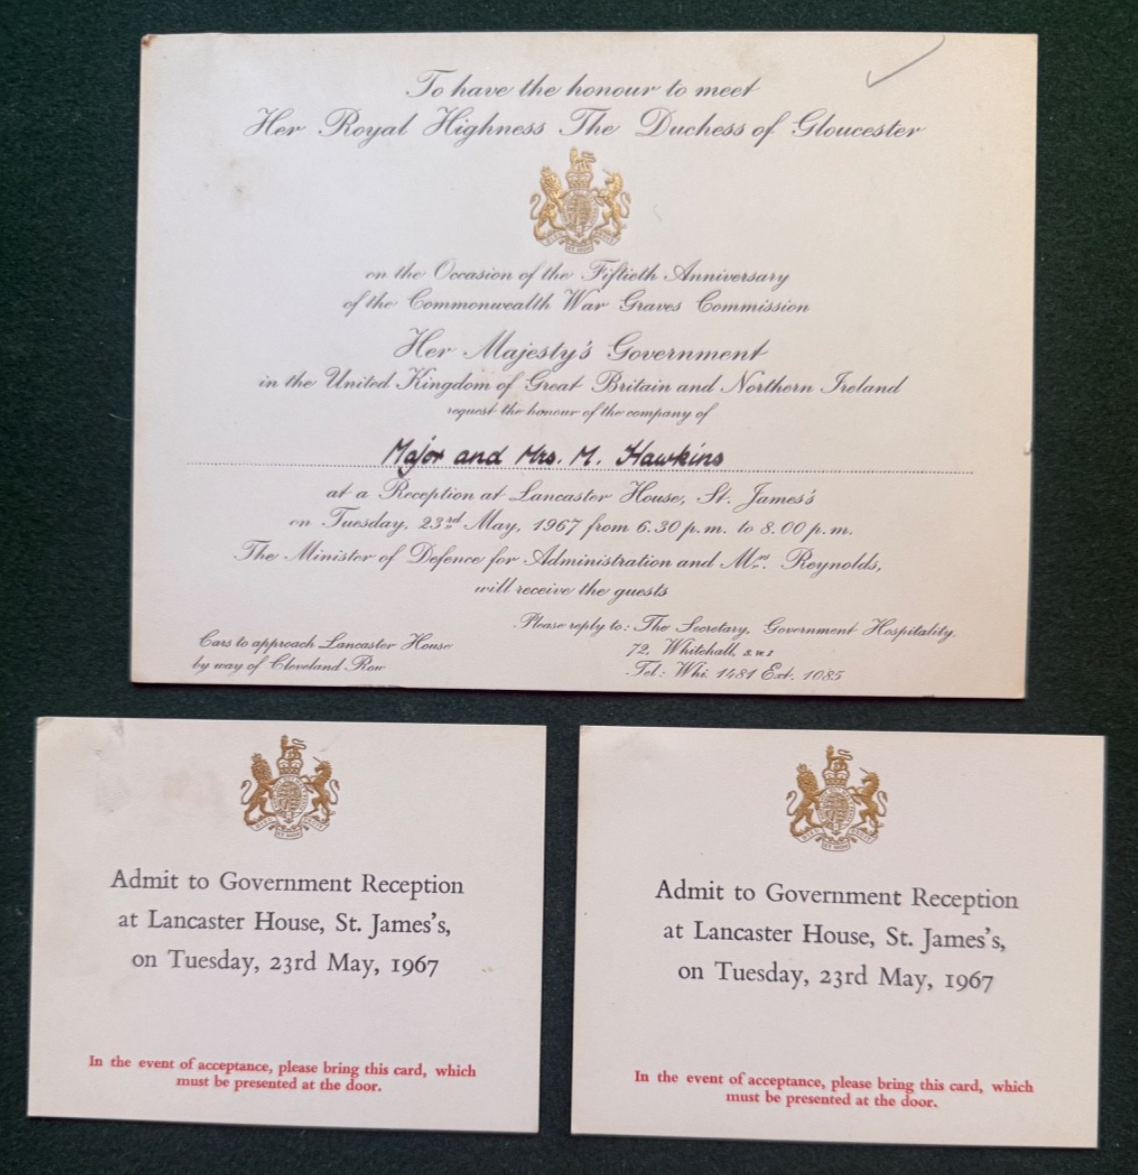 To have the honour to meet
Her Royal Highness The Duchess of Gloucester
on the Occasion of the Fiftieth Anniversary
of the Commonwealth War Graves Commission
Her Majesty's Government
in the United Kingdom of Great Britain and Northern Ireland
request the honour of the company of
Major and Mrs. M. Hawkins
at a Reception at Lancaster House, St. James's
on Tuesday, 23rd May, 1967 from 6.30 p.m. to 8.00 p.m.
The Minister of Defence for Administration and Mrs. Reynolds,
will receive the guests
Cars to approach Lancaster House
by way of Cleveland Row
Please reply to: The Secretary, Government Hospitality,
72, Whitehall, S.W.1
Tel: Whi. 1481 Ext. 1085
Admit to Government Reception
at Lancaster House, St. James's,
on Tuesday, 23rd May, 1967
In the event of acceptance, please bring this card, which
must be presented at the door.
Admit to Government Reception
at Lancaster House, St. James's,
on Tuesday, 23rd May, 1967
In the event of acceptance, please bring this card, which
must be presented at the door.